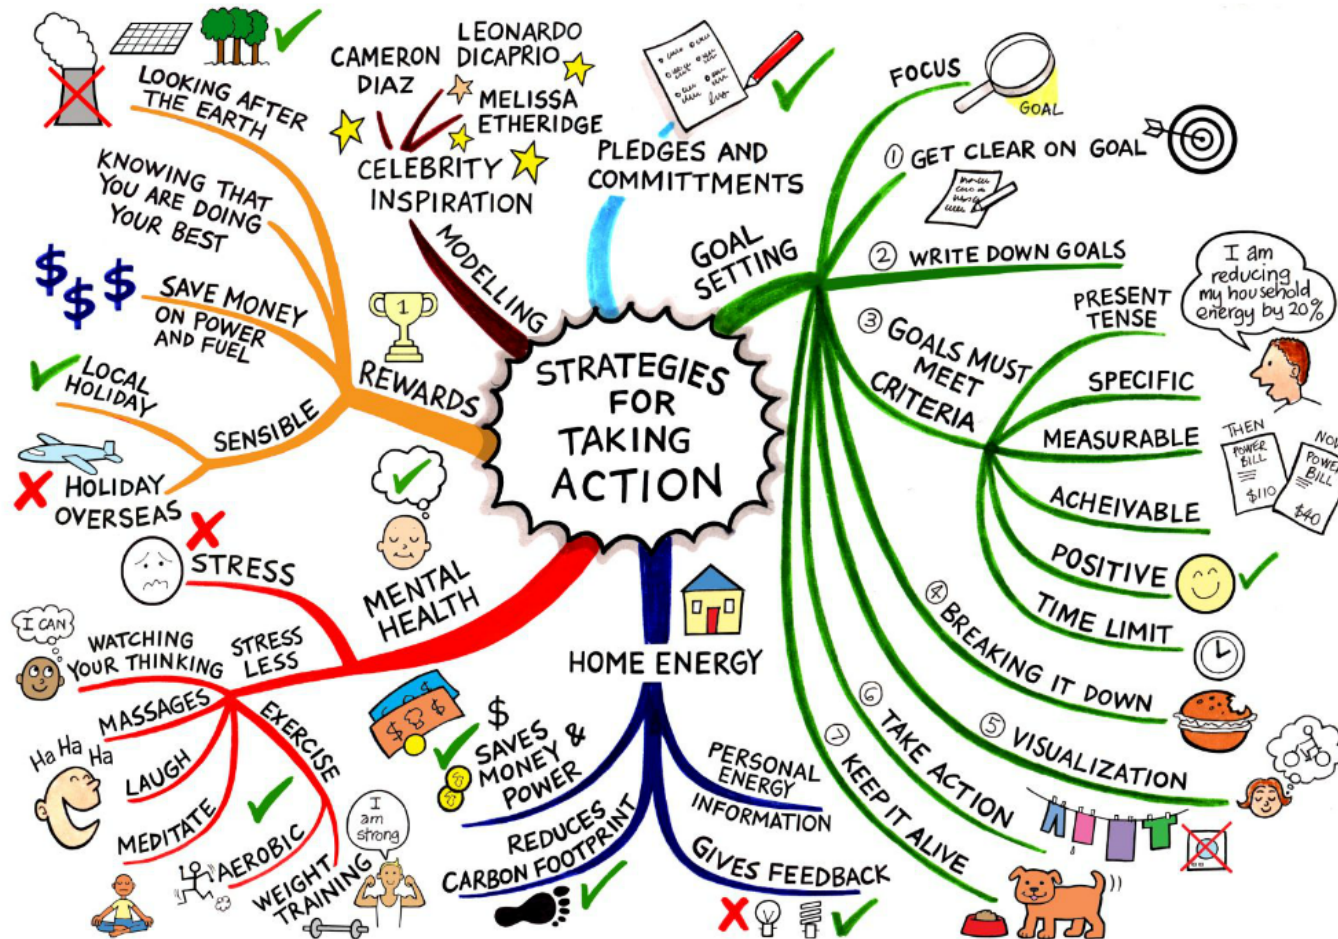 STRATEGIES
FOR
TAKING
ACTION
GOAL
SETTING
FOCUS
GOAL
① GET CLEAR ON GOAL
② WRITE DOWN GOALS
③ GOALS MUST
MEET
CRITERIA
PRESENT
TENSE
I am
reducing
my household
energy by 20%
SPECIFIC
MEASURABLE
THEN
POWER
BILL
$110
POWER
BILL
$40
ACHEIVABLE
POSITIVE
TIME LIMIT
④ BREAKING IT DOWN
⑤ VISUALIZATION
⑥ TAKE ACTION
⑦ KEEP IT ALIVE
HOME ENERGY
PERSONAL
ENERGY
INFORMATION
GIVES FEEDBACK
$
SAVES
MONEY &
POWER
REDUCES
CARBON FOOTPRINT
MENTAL
HEALTH
STRESS
STRESS
LESS
I CAN
WATCHING
YOUR THINKING
MASSAGES
Ha Ha Ha
LAUGH
MEDITATE
EXERCISE
AEROBIC
WEIGHT
TRAINING
I
am
strong
REWARDS
1
LOOKING AFTER
THE EARTH
KNOWING THAT
YOU ARE DOING
YOUR BEST
$ $ $
SAVE MONEY
ON POWER
AND FUEL
SENSIBLE
LOCAL
HOLIDAY
HOLIDAY
OVERSEAS
MODELLING
CELEBRITY
INSPIRATION
CAMERON
DIAZ
LEONARDO
DICAPRIO
MELISSA
ETHERIDGE
PLEDGES AND
COMMITTMENTS